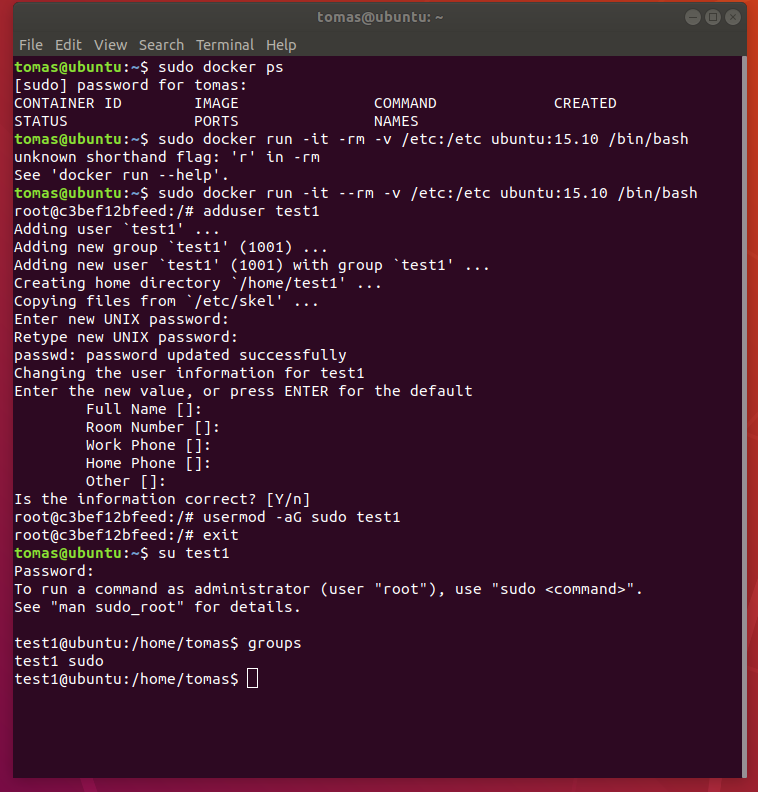 tomas@ubuntu: ~
File Edit View Search Terminal Help
tomas@ubuntu:~$ sudo docker ps
[sudo] password for tomas:
CONTAINER ID        IMAGE               COMMAND             CREATED
STATUS              PORTS               NAMES
tomas@ubuntu:~$ sudo docker run -it -rm -v /etc:/etc ubuntu:15.10 /bin/bash
unknown shorthand flag: 'r' in -rm
See 'docker run --help'.
tomas@ubuntu:~$ sudo docker run -it --rm -v /etc:/etc ubuntu:15.10 /bin/bash
root@c3bef12bfeed:/# adduser test1
Adding user `test1' ...
Adding new group `test1' (1001) ...
Adding new user `test1' (1001) with group `test1' ...
Creating home directory `/home/test1' ...
Copying files from `/etc/skel' ...
Enter new UNIX password:
Retype new UNIX password:
passwd: password updated successfully
Changing the user information for test1
Enter the new value, or press ENTER for the default
        Full Name []:
        Room Number []:
        Work Phone []:
        Home Phone []:
        Other []:
Is the information correct? [Y/n]
root@c3bef12bfeed:/# usermod -aG sudo test1
root@c3bef12bfeed:/# exit
tomas@ubuntu:~$ su test1
Password:
To run a command as administrator (user "root"), use "sudo <command>".
See "man sudo_root" for details.

test1@ubuntu:/home/tomas$ groups
test1 sudo
test1@ubuntu:/home/tomas$